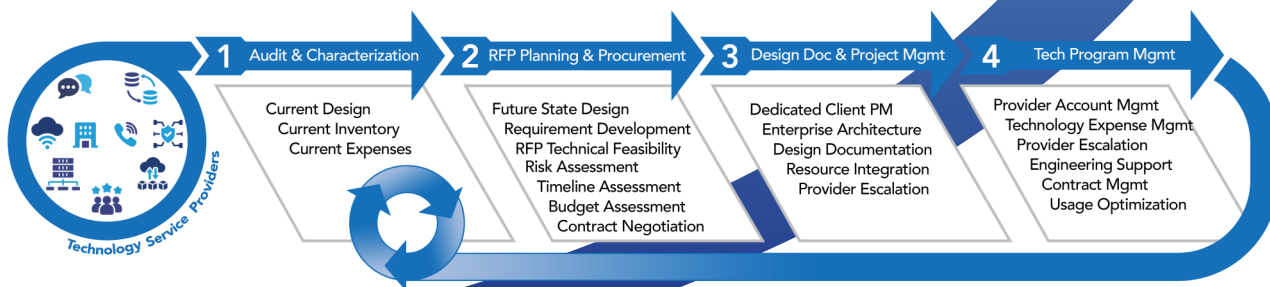 Technology Service Providers
1 Audit & Characterization
Current Design
Current Inventory
Current Expenses
2 RFP Planning & Procurement
Future State Design
Requirement Development
RFP Technical Feasibility
Risk Assessment
Timeline Assessment
Budget Assessment
Contract Negotiation
3 Design Doc & Project Mgmt
Dedicated Client PM
Enterprise Architecture
Design Documentation
Resource Integration
Provider Escalation
4 Tech Program Mgmt
Provider Account Mgmt
Technology Expense Mgmt
Provider Escalation
Engineering Support
Contract Mgmt
Usage Optimization